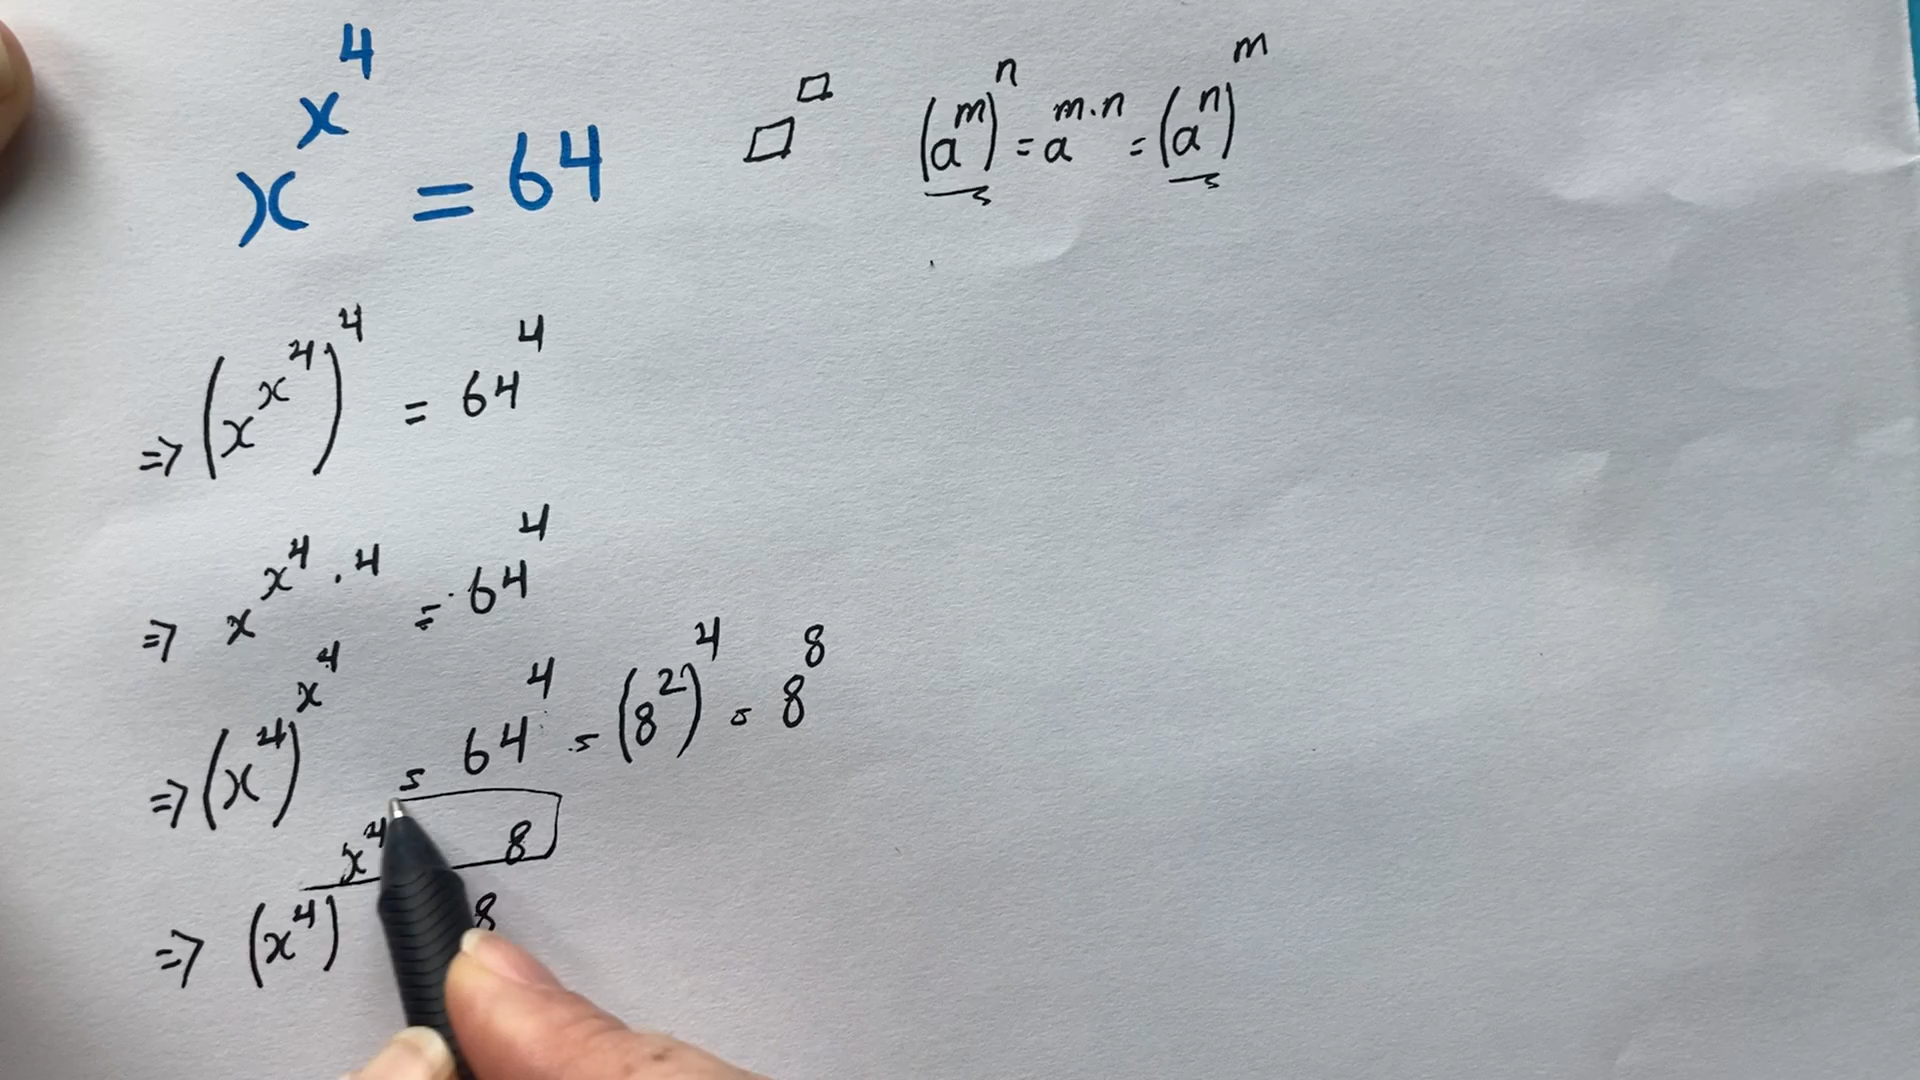 x^{x^4} = 64
□^□
(a^m)^n = a^{m.n} = (a^n)^m
=> (x^{x^4})^4 = 64^4
=> x^{x^4 . 4} = 64^4
=> (x^4)^{x^4} = 64^4 = (8^2)^4 = 8^8
=> (x^4)^{x^4} 8^8